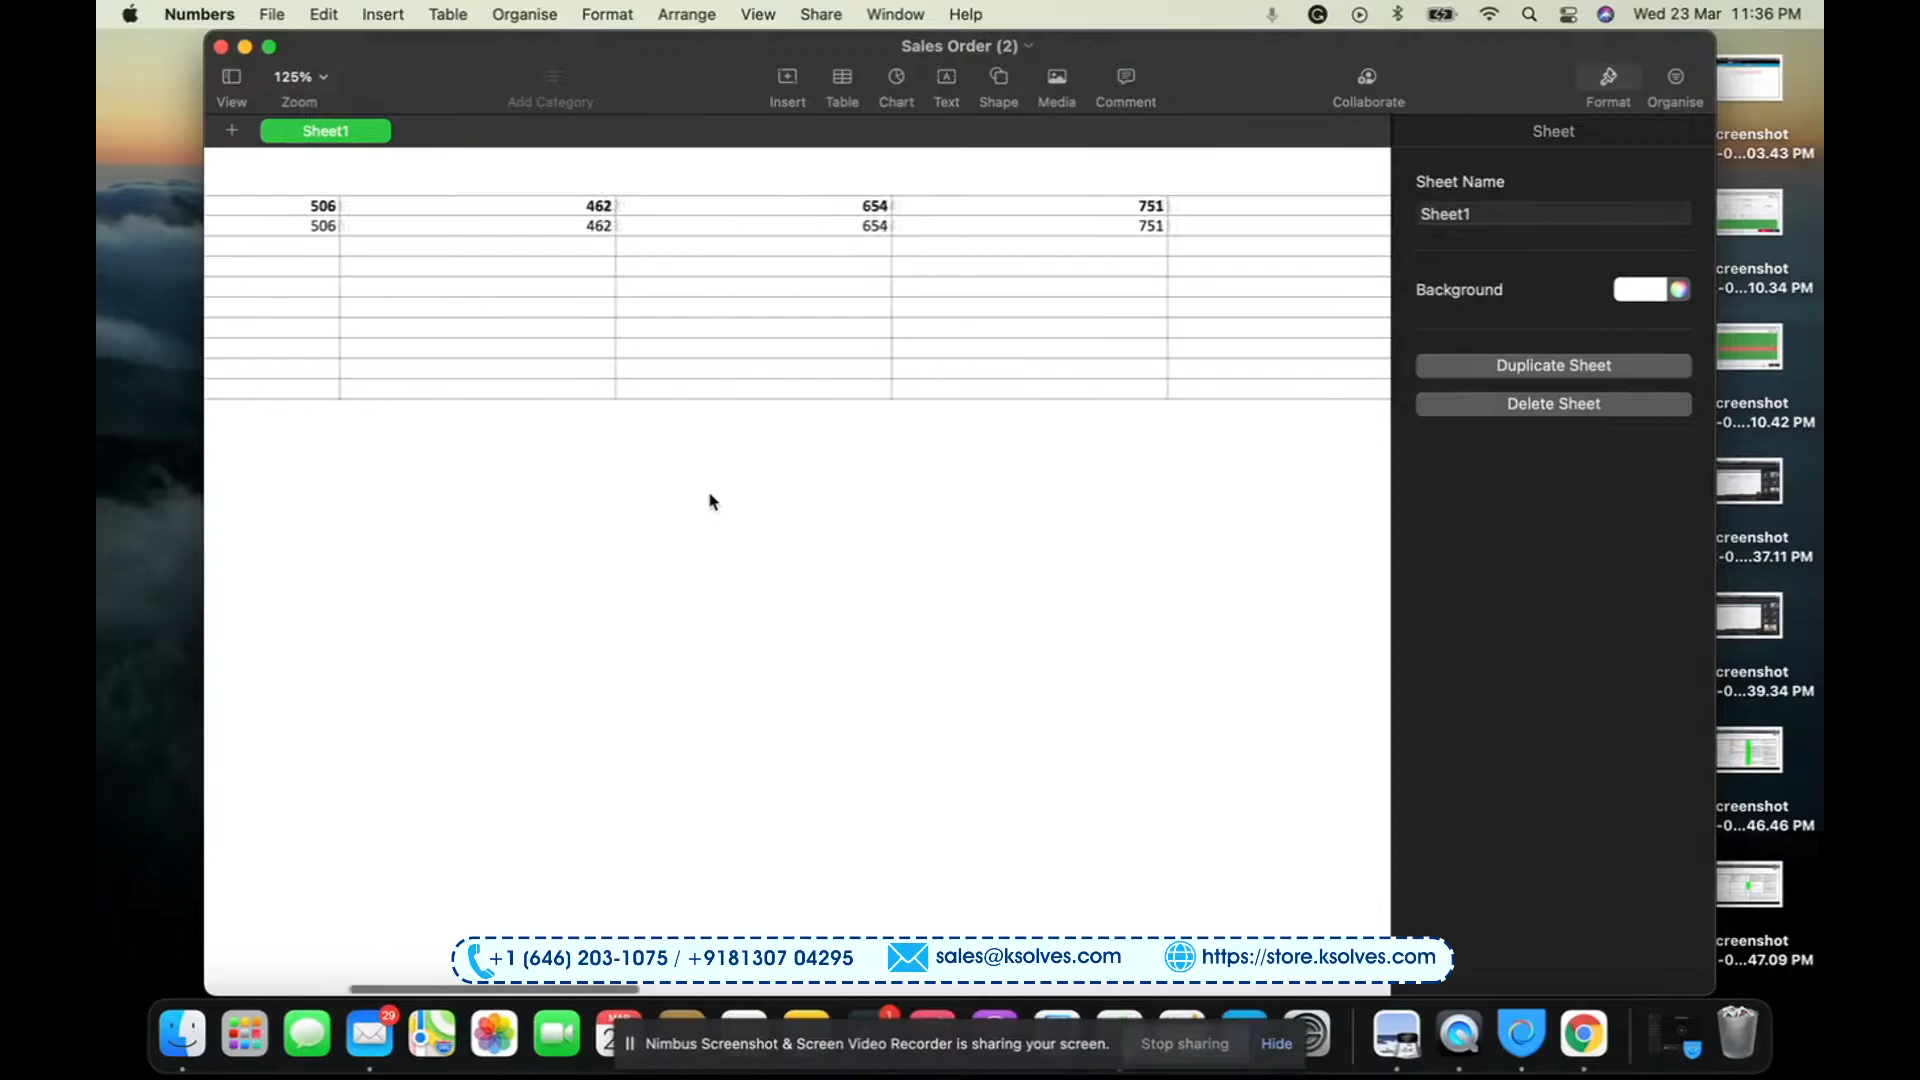 Numbers File Edit Insert Table Organise Format Arrange View Share Window Help Wed 23 Mar 11:36 PM
Sales Order (2)
125%
View Zoom Add Category Insert Table Chart Text Shape Media Comment Collaborate Format Organise
Sheet1
Sheet
Sheet Name
Sheet1
Background
Duplicate Sheet
Delete Sheet
506 462 654 751
506 462 654 751
creenshot
-0...03.43 PM
creenshot
-0...10.34 PM
creenshot
-0....10.42 PM
creenshot
-0....37.11 PM
creenshot
-0...39.34 PM
creenshot
-0...46.46 PM
creenshot
-0....47.09 PM
+1 (646) 203-1075 / +9181307 04295 sales@ksolves.com https://store.ksolves.com
29
1
Nimbus Screenshot & Screen Video Recorder is sharing your screen. Stop sharing Hide